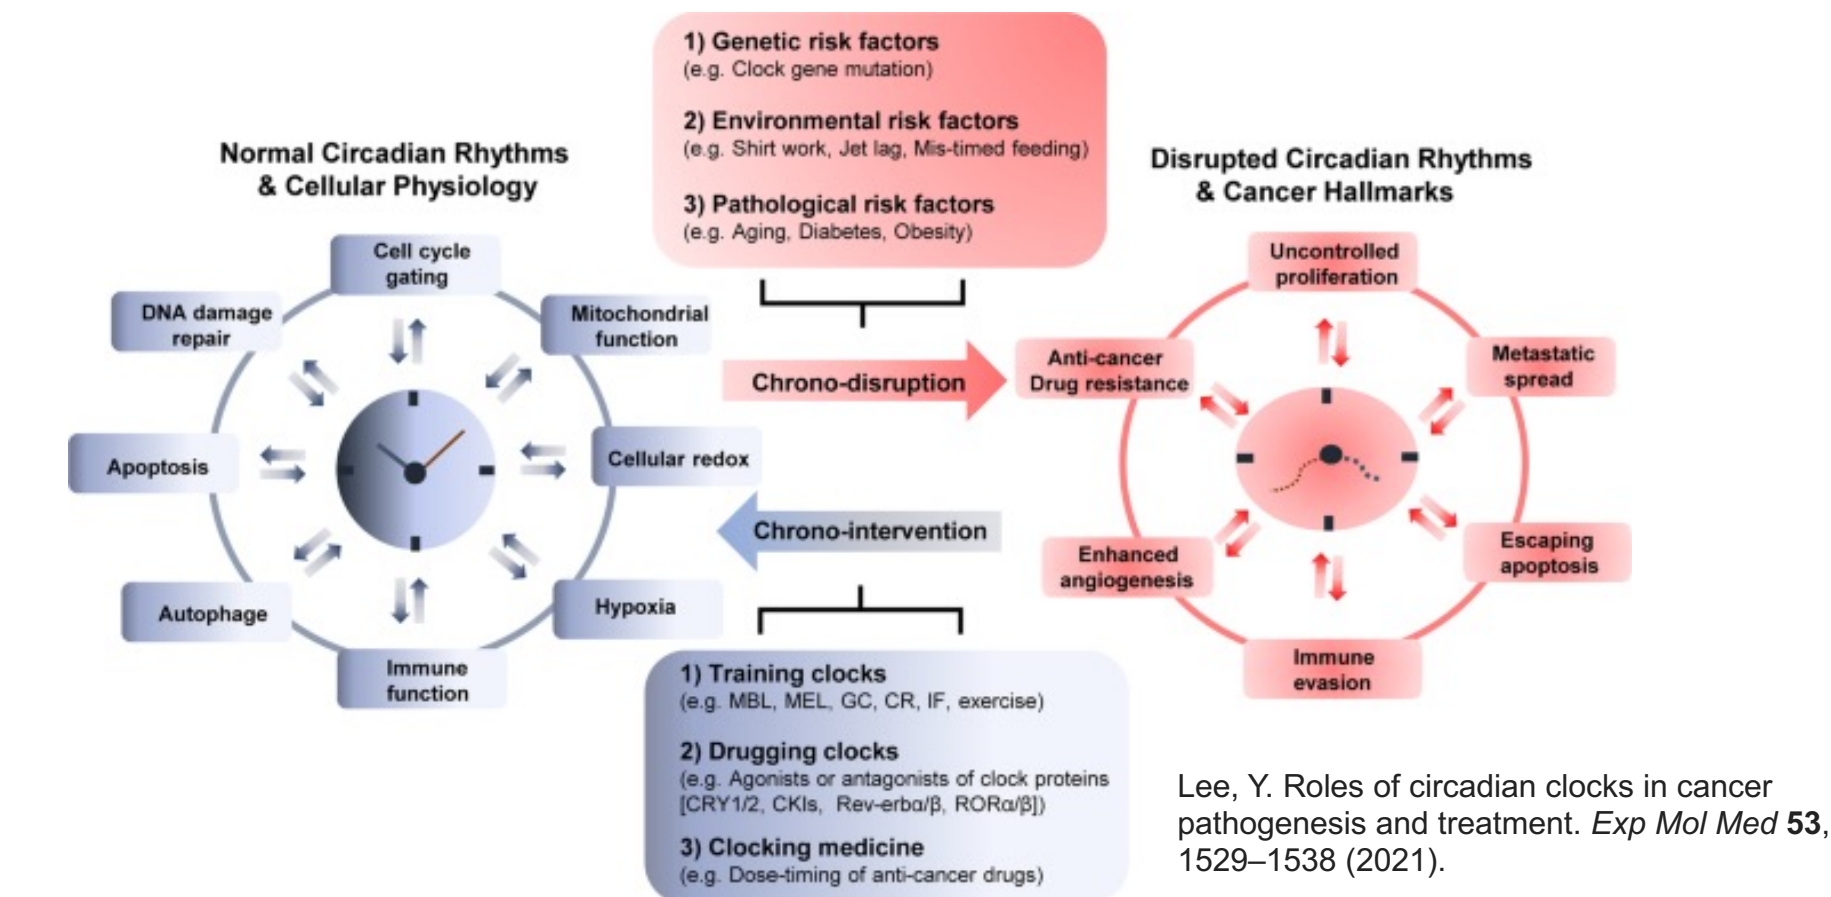 1) Genetic risk factors
(e.g. Clock gene mutation)
2) Environmental risk factors
(e.g. Shirt work, Jet lag, Mis-timed feeding)
3) Pathological risk factors
(e.g. Aging, Diabetes, Obesity)
Normal Circadian Rhythms
& Cellular Physiology
Cell cycle
gating
Mitochondrial
function
Cellular redox
Hypoxia
Immune
function
Autophage
Apoptosis
DNA damage
repair
Chrono-disruption
Chrono-intervention
Disrupted Circadian Rhythms
& Cancer Hallmarks
Uncontrolled
proliferation
Metastatic
spread
Escaping
apoptosis
Immune
evasion
Enhanced
angiogenesis
Anti-cancer
Drug resistance
1) Training clocks
(e.g. MBL, MEL, GC, CR, IF, exercise)
2) Drugging clocks
(e.g. Agonists or antagonists of clock proteins
[CRY1/2, CKIs, Rev-erbα/β, RORα/β])
3) Clocking medicine
(e.g. Dose-timing of anti-cancer drugs)
Lee, Y. Roles of circadian clocks in cancer
pathogenesis and treatment. Exp Mol Med 53,
1529–1538 (2021).